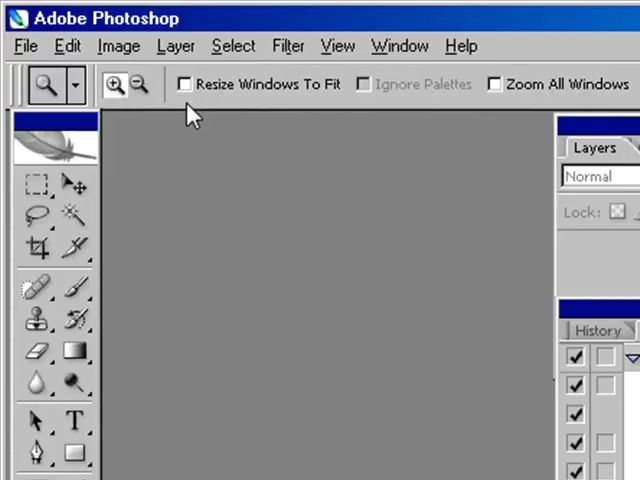 Adobe Photoshop
File Edit Image Layer Select Filter View Window Help
Resize Windows To Fit Ignore Palettes Zoom All Windows
Layers
Normal
Lock:
T
History